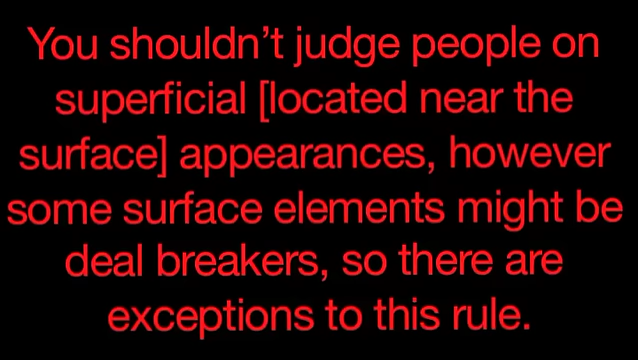 You shouldn’t judge people on
superficial [located near the
surface] appearances, however
some surface elements might be
deal breakers, so there are
exceptions to this rule.